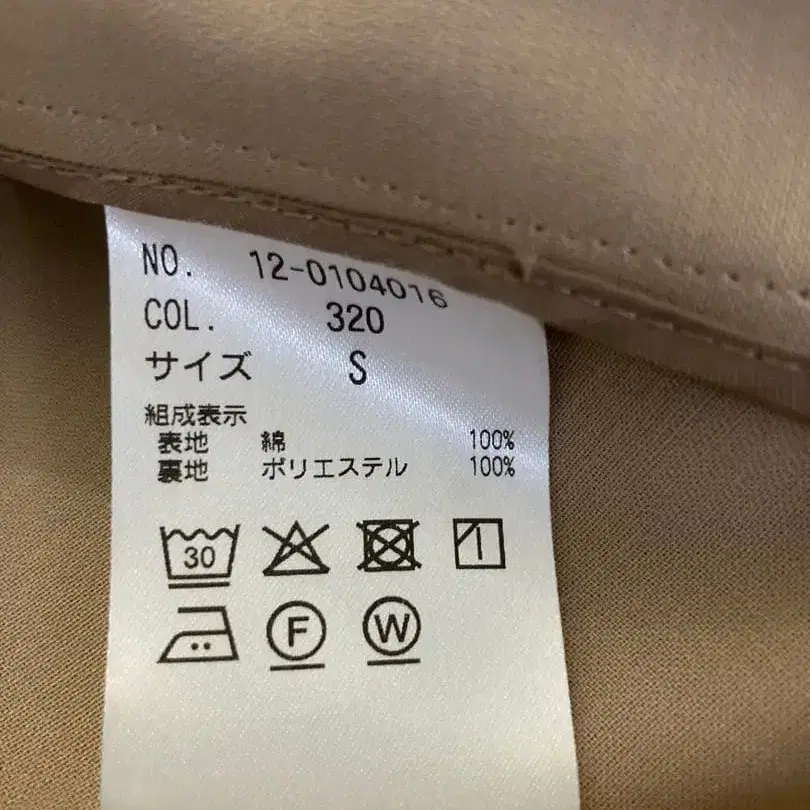 NO. 12-0104016
COL. 320
サイズ S
組成表示
表地 綿 100%
裏地 ポリエステル 100%
30
F W